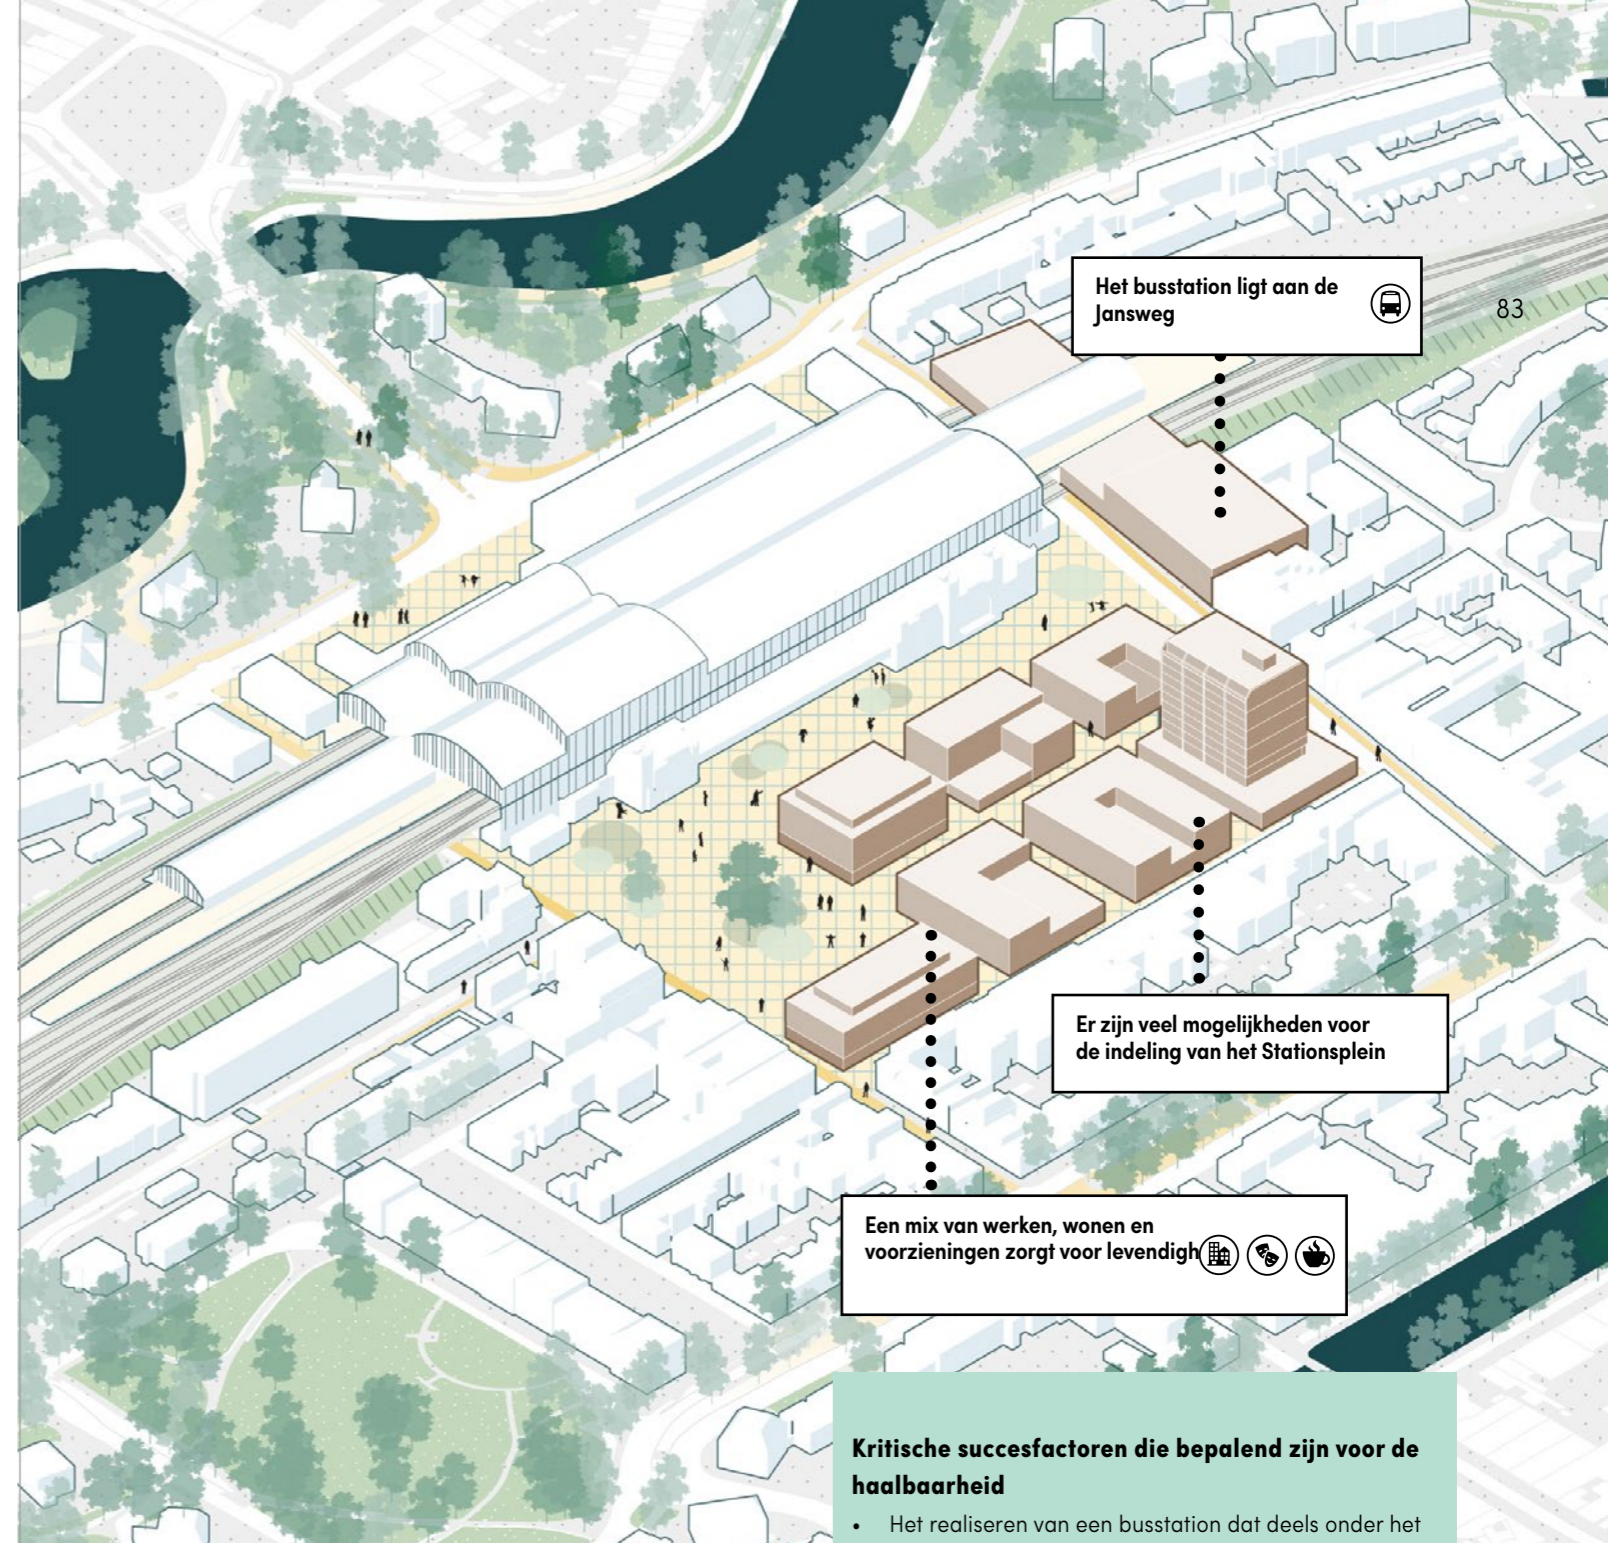 Het busstation ligt aan de
Jansweg
83
Er zijn veel mogelijkheden voor
de indeling van het Stationsplein
Een mix van werken, wonen en
voorzieningen zorgt voor levendigh
Kritische succesfactoren die bepalend zijn voor de
haalbaarheid
• Het realiseren van een busstation dat deels onder het